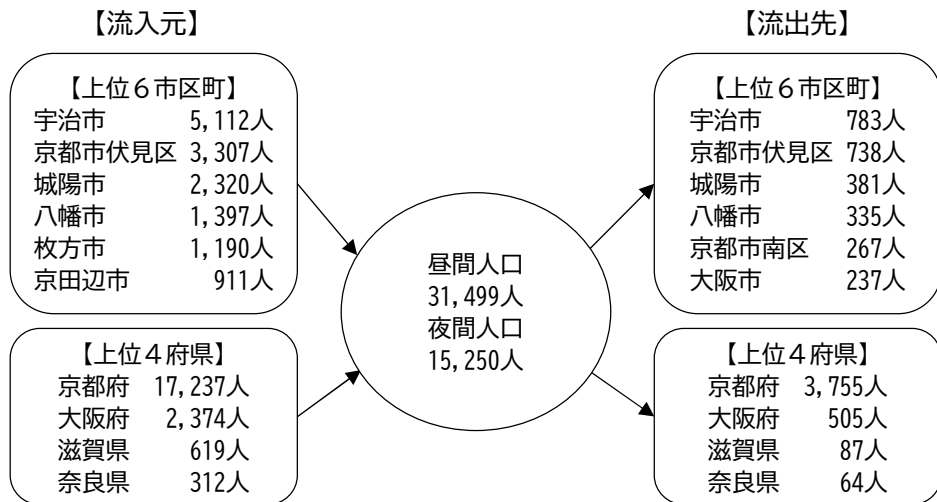 【流入元】
【上位6市区町】
宇治市 5,112人
京都市伏見区 3,307人
城陽市 2,320人
八幡市 1,397人
枚方市 1,190人
京田辺市 911人
【上位4府県】
京都府 17,237人
大阪府 2,374人
滋賀県 619人
奈良県 312人
昼間人口
31,499人
夜間人口
15,250人
【流出先】
【上位6市区町】
宇治市 783人
京都市伏見区 738人
城陽市 381人
八幡市 335人
京都市南区 267人
大阪市 237人
【上位4府県】
京都府 3,755人
大阪府 505人
滋賀県 87人
奈良県 64人